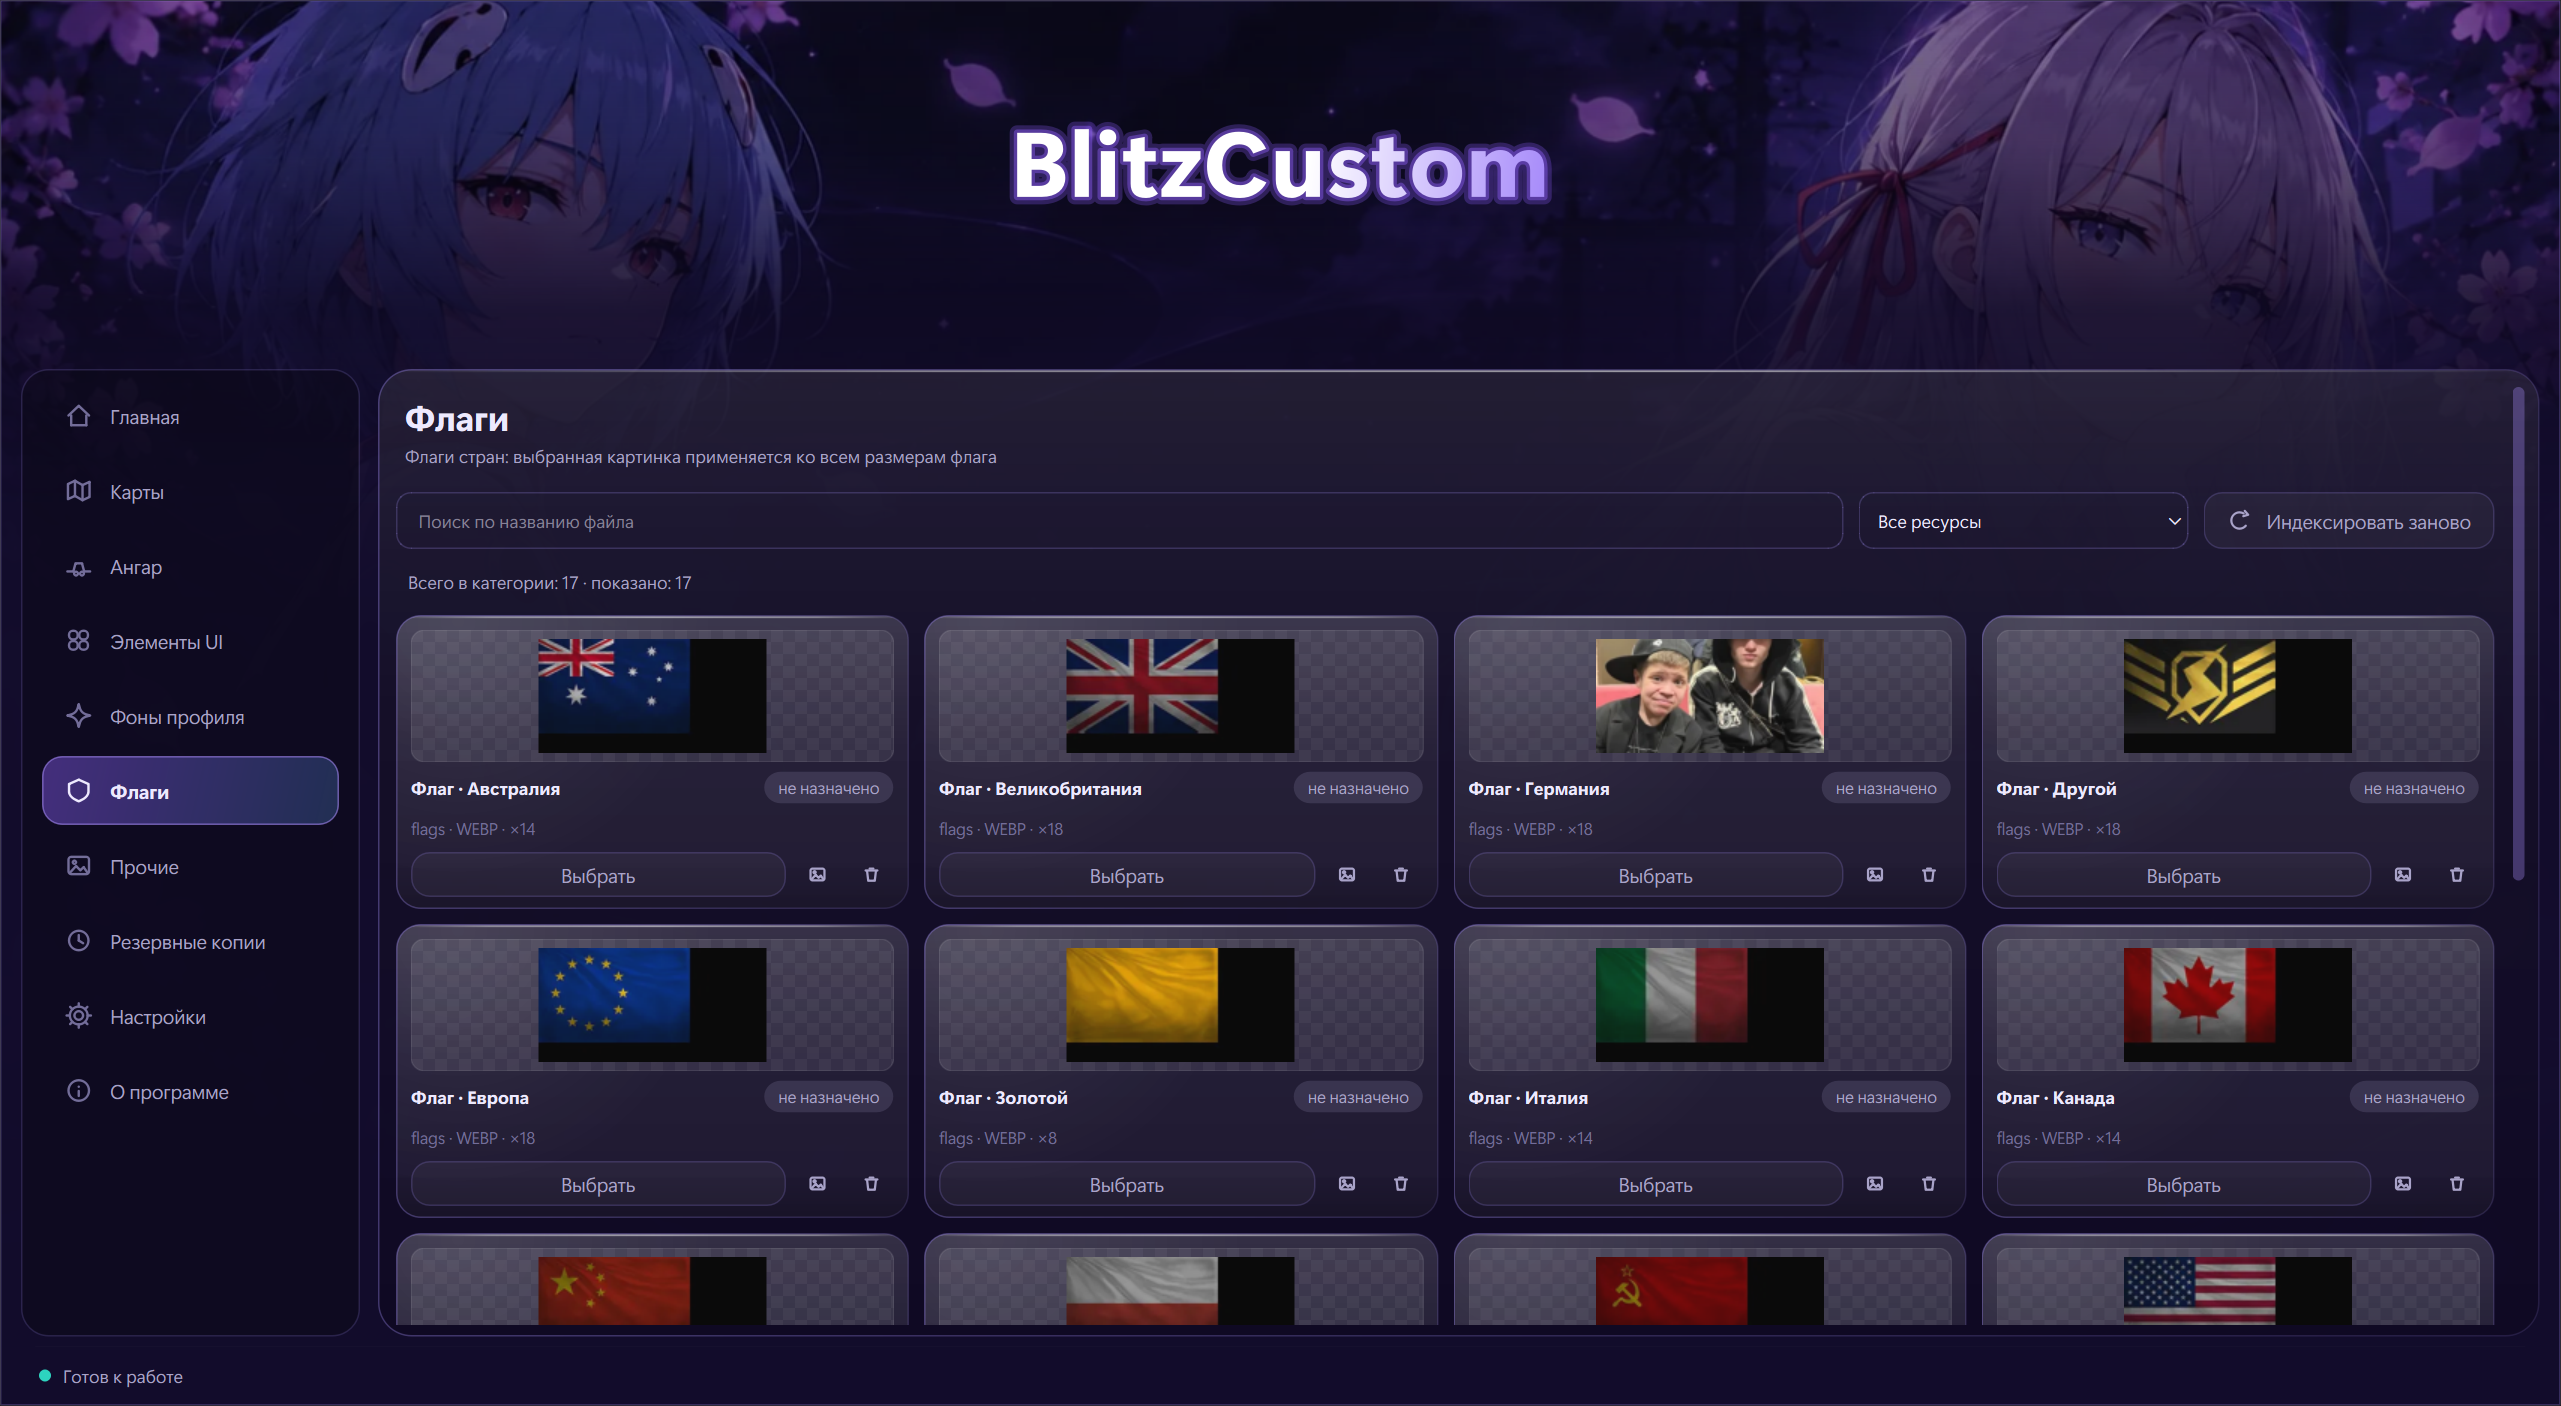 BlitzCustom
Главная
Карты
Ангар
Элементы UI
Фоны профиля
Флаги
Прочие
Резервные копии
Настройки
О программе
Флаги
Флаги стран: выбранная картинка применяется ко всем размерам флага
Поиск по названию файла
Все ресурсы
Индексировать заново
Всего в категории: 17 · показано: 17
Флаг · Австралия
не назначено
flags · WEBP · ×14
Выбрать
Флаг · Великобритания
не назначено
flags · WEBP · ×18
Выбрать
Флаг · Германия
не назначено
flags · WEBP · ×18
Выбрать
Флаг · Другой
не назначено
flags · WEBP · ×18
Выбрать
Флаг · Европа
не назначено
flags · WEBP · ×18
Выбрать
Флаг · Золотой
не назначено
flags · WEBP · ×8
Выбрать
Флаг · Италия
не назначено
flags · WEBP · ×14
Выбрать
Флаг · Канада
не назначено
flags · WEBP · ×14
Выбрать
Готов к работе